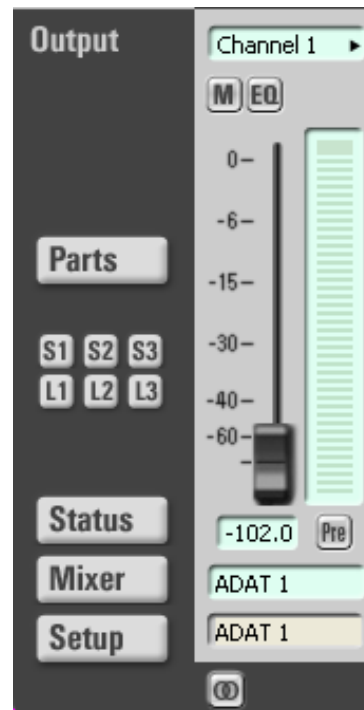 Output
Channel 1
M EQ
0
-6
Parts
-15
S1 S2 S3
-30
L1 L2 L3
-40
-60
Status
-102.0 Pre
Mixer
ADAT 1
Setup
ADAT 1